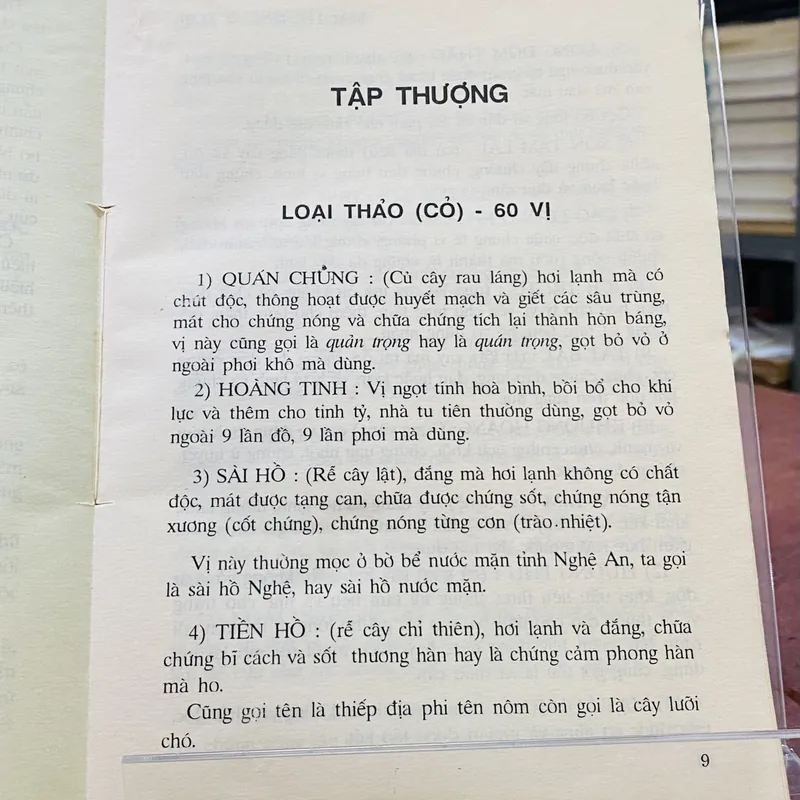 TẬP THƯỢNG
LOẠI THẢO (CỎ) - 60 VỊ
1) QUÁN CHỦNG : (Củ cây rau láng) hơi lạnh mà có
chút độc, thông hoạt được huyết mạch và giết các sâu trùng,
mát cho chứng nóng và chữa chứng tích lại thành hòn báng,
vị này cũng gọi là quản trọng hay là quán trọng, gọt bỏ vỏ ở
ngoài phơi khô mà dùng.
2) HOÀNG TINH : Vị ngọt tính hoà bình, bồi bổ cho khí
lực và thêm cho tinh tỷ, nhà tu tiên thường dùng, gọt bỏ vỏ
ngoài 9 lần đồ, 9 lần phơi mà dùng.
3) SÀI HỒ : (Rễ cây lật), đắng mà hơi lạnh không có chất
độc, mát được tạng can, chữa được chứng sốt, chứng nóng tận
xương (cốt chứng), chứng nóng từng cơn (trào nhiệt).
Vị này thường mọc ở bờ bể nước mặn tỉnh Nghệ An, ta gọi
là sài hồ Nghệ, hay sài hồ nước mặn.
4) TIỀN HỒ : (rễ cây chỉ thiên), hơi lạnh và đắng, chữa
chứng bĩ cách và sốt thương hàn hay là chứng cảm phong hàn
mà ho.
Cũng gọi tên là thiếp địa phi tên nôm còn gọi là cây lưỡi
chó.
9